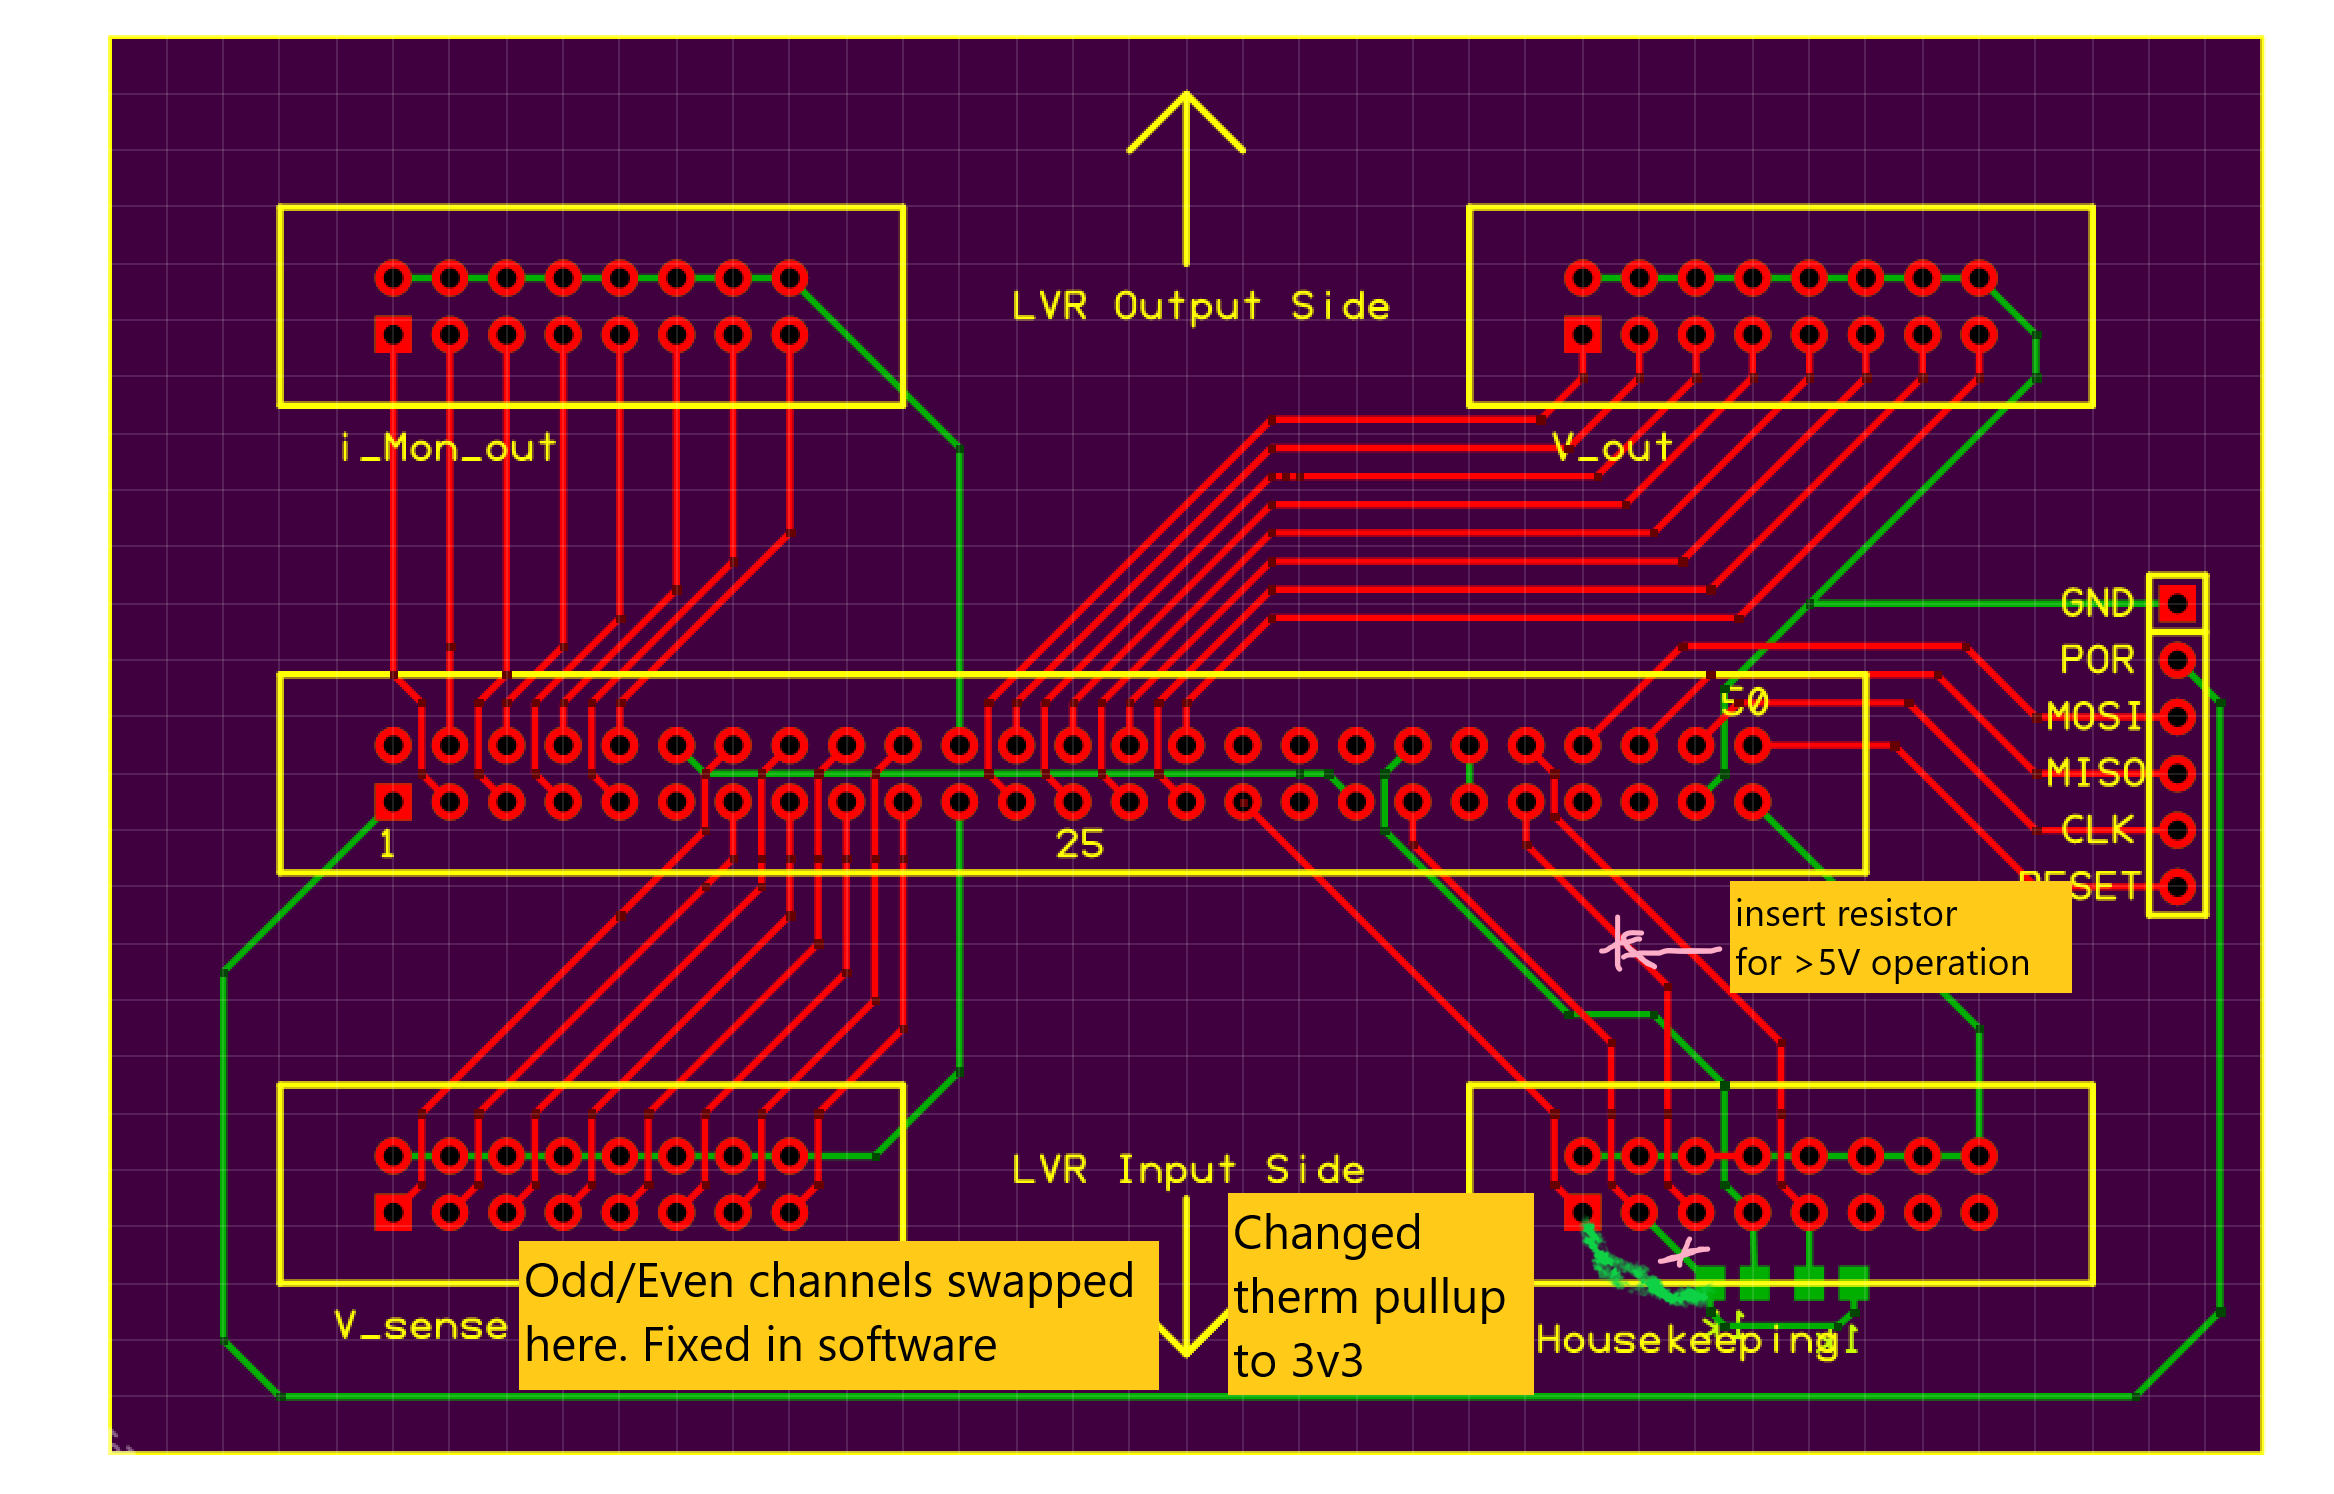 LVR Output Side
i_Mon_out
V_out
GND
POR
50
MOSI
MISO
1
25
CLK
RESET
insert resistor
for >5V operation
LVR Input Side
Changed
therm pullup
to 3v3
Odd/Even channels swapped
here. Fixed in software
V_sense
Housekeeping